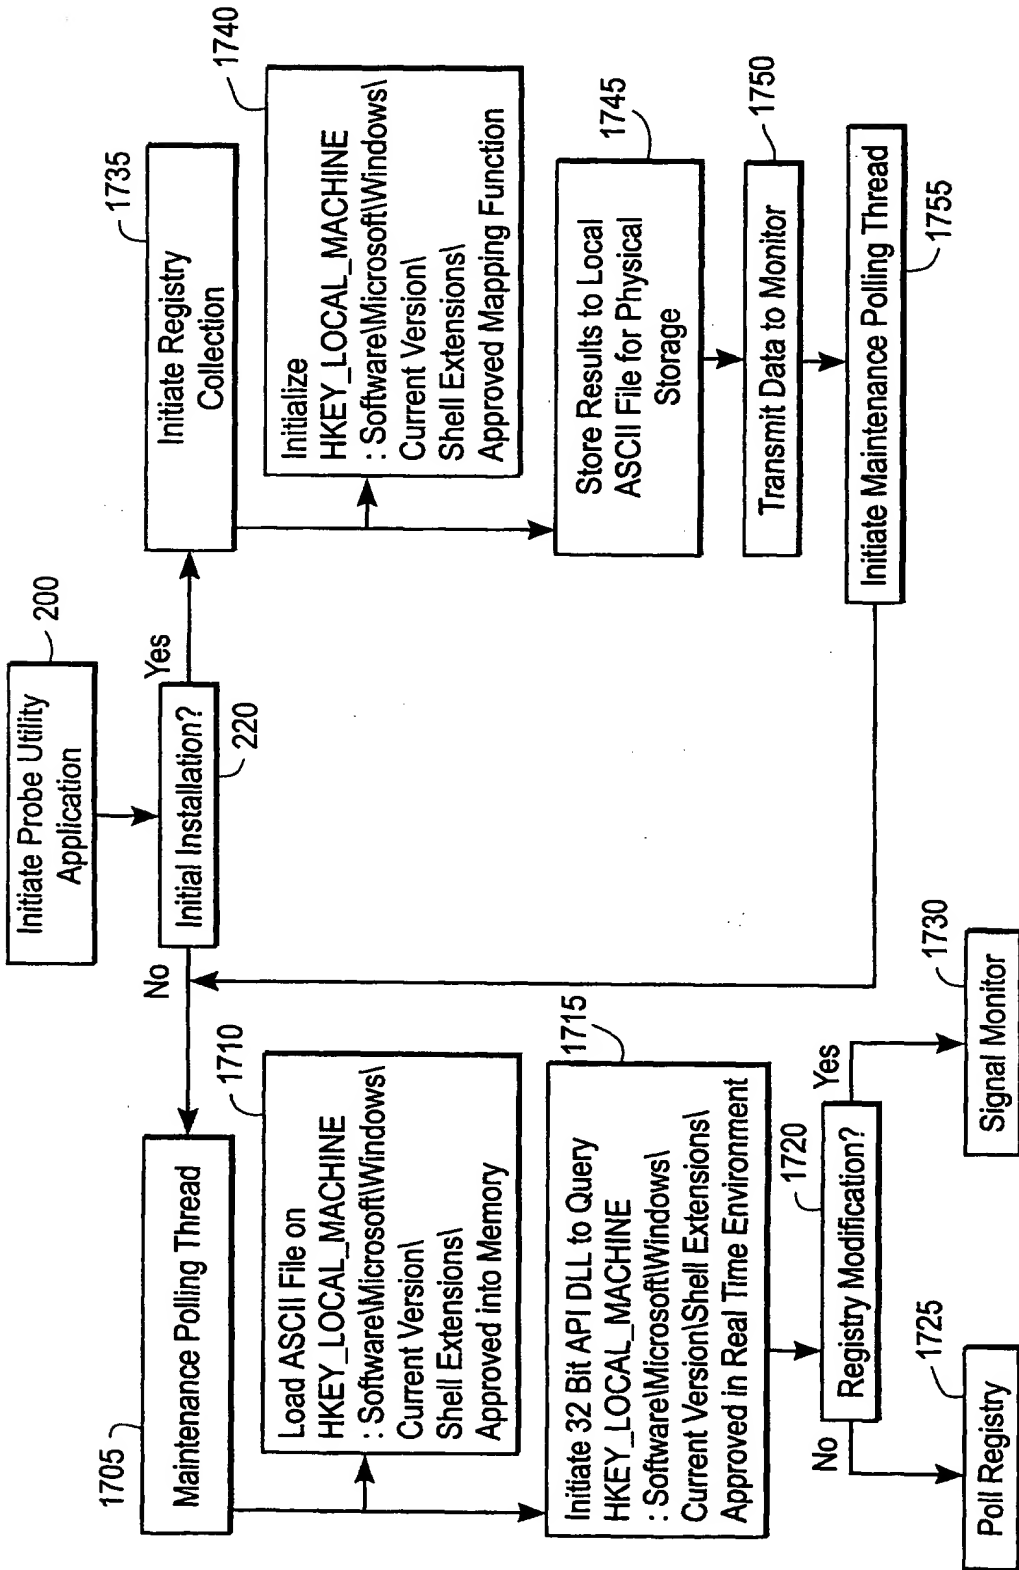 200
Initiate Probe Utility
Application
Initial Installation?
220
No
Yes
1705
Maintenance Polling Thread
1710
Load ASCII File on
HKEY_LOCAL_MACHINE
: Software\Microsoft\Windows\
Current Version\
Shell Extensions\
Approved into Memory
1715
Initiate 32 Bit API DLL to Query
HKEY_LOCAL_MACHINE
: Software\Microsoft\Windows\
Current Version\Shell Extensions\
Approved in Real Time Environment
1720
Registry Modification?
No
Yes
1725
Poll Registry
1730
Signal Monitor
1735
Initiate Registry
Collection
1740
Initialize
HKEY_LOCAL_MACHINE
: Software\Microsoft\Windows\
Current Version\
Shell Extensions\
Approved Mapping Function
1745
Store Results to Local
ASCII File for Physical
Storage
1750
Transmit Data to Monitor
Initiate Maintenance Polling Thread
1755